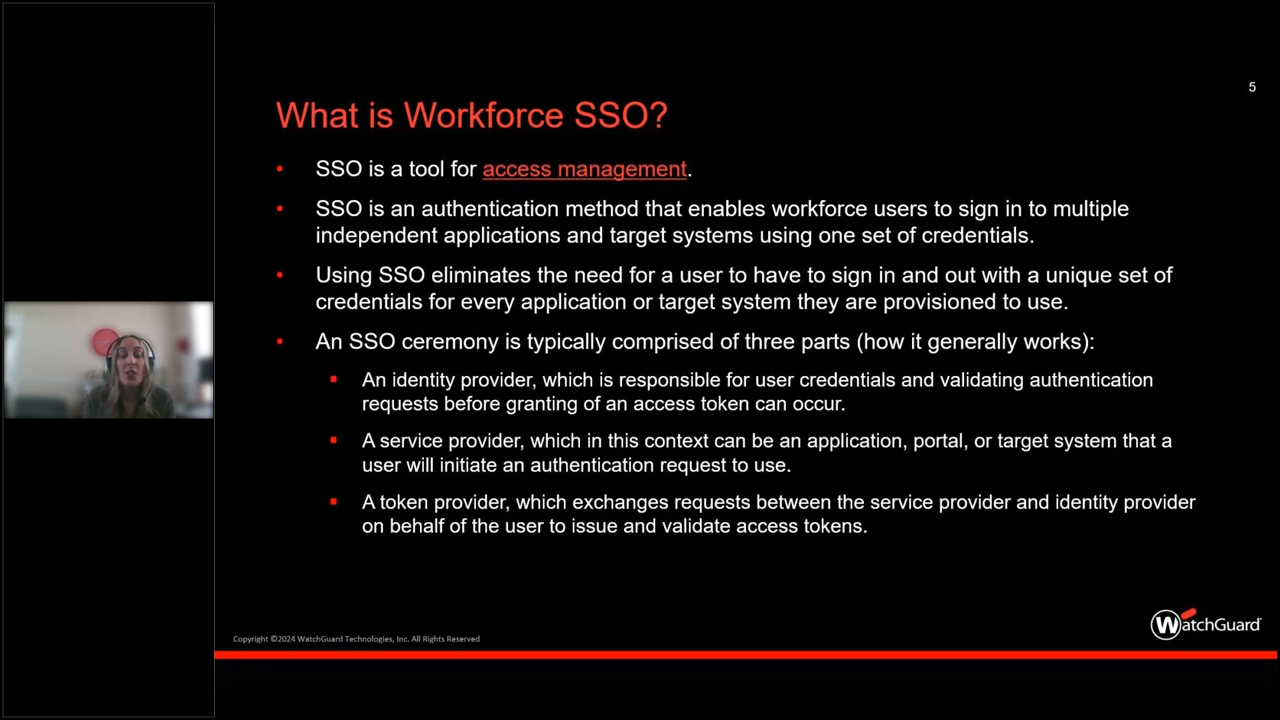 5
What is Workforce SSO?
• SSO is a tool for access management.
• SSO is an authentication method that enables workforce users to sign in to multiple
independent applications and target systems using one set of credentials.
• Using SSO eliminates the need for a user to have to sign in and out with a unique set of
credentials for every application or target system they are provisioned to use.
• An SSO ceremony is typically comprised of three parts (how it generally works):
▪ An identity provider, which is responsible for user credentials and validating authentication
requests before granting of an access token can occur.
▪ A service provider, which in this context can be an application, portal, or target system that a
user will initiate an authentication request to use.
▪ A token provider, which exchanges requests between the service provider and identity provider
on behalf of the user to issue and validate access tokens.
Copyright ©2024 WatchGuard Technologies, Inc. All Rights Reserved
WatchGuard